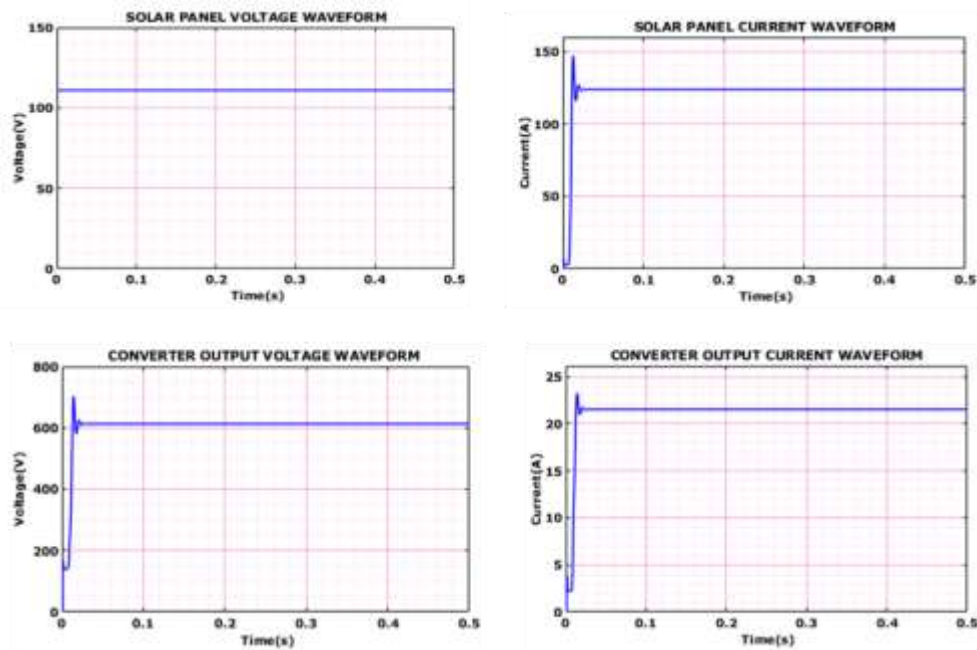 SOLAR PANEL VOLTAGE WAVEFORM
150
100
50
0
Voltage(V)
0 0.1 0.2 0.3 0.4 0.5
Time(s)
SOLAR PANEL CURRENT WAVEFORM
150
100
50
0
Current(A)
0 0.1 0.2 0.3 0.4 0.5
Time(s)
CONVERTER OUTPUT VOLTAGE WAVEFORM
800
600
400
200
0
Voltage(V)
0 0.1 0.2 0.3 0.4 0.5
Time(s)
CONVERTER OUTPUT CURRENT WAVEFORM
25
20
15
10
5
0
Current(A)
0 0.1 0.2 0.3 0.4 0.5
Time(s)